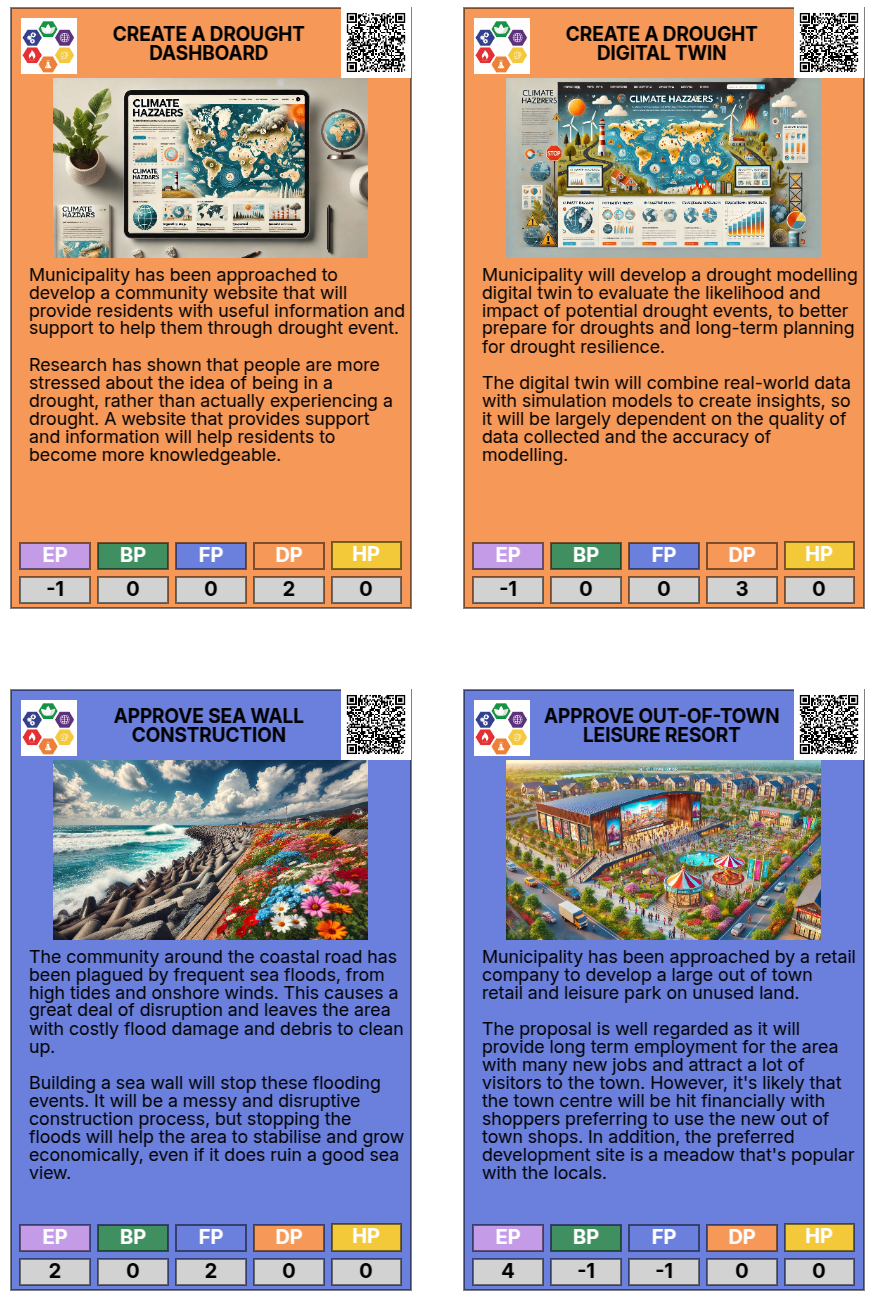 CREATE A DROUGHT
DASHBOARD
CLIMATE
HAZZAERS
CLIMATE
HAZDARS
Municipality has been approached to
develop a community website that will
provide residents with useful information and
support to help them through drought event.
Research has shown that people are more
stressed about the idea of being in a
drought, rather than actually experiencing a
drought. A website that provides support
and information will help residents to
become more knowledgeable.
EP BP FP DP HP
-1 0 0 2 0
CREATE A DROUGHT
DIGITAL TWIN
CLIMATE
CLIMATE HAZZAERS
STOP
Municipality will develop a drought modelling
digital twin to evaluate the likelihood and
impact of potential drought events, to better
prepare for droughts and long-term planning
for drought resilience.
The digital twin will combine real-world data
with simulation models to create insights, so
it will be largely dependent on the quality of
data collected and the accuracy of
modelling.
EP BP FP DP HP
-1 0 0 3 0
APPROVE SEA WALL
CONSTRUCTION
The community around the coastal road has
been plagued by frequent sea floods, from
high tides and onshore winds. This causes a
great deal of disruption and leaves the area
with costly flood damage and debris to clean
up.
Building a sea wall will stop these flooding
events. It will be a messy and disruptive
construction process, but stopping the
floods will help the area to stabilise and grow
economically, even if it does ruin a good sea
view.
EP BP FP DP HP
2 0 2 0 0
APPROVE OUT-OF-TOWN
LEISURE RESORT
Municipality has been approached by a retail
company to develop a large out of town
retail and leisure park on unused land.
The proposal is well regarded as it will
provide long term employment for the area
with many new jobs and attract a lot of
visitors to the town. However, it's likely that
the town centre will be hit financially with
shoppers preferring to use the new out of
town shops. In addition, the preferred
development site is a meadow that's popular
with the locals.
EP BP FP DP HP
4 -1 -1 0 0